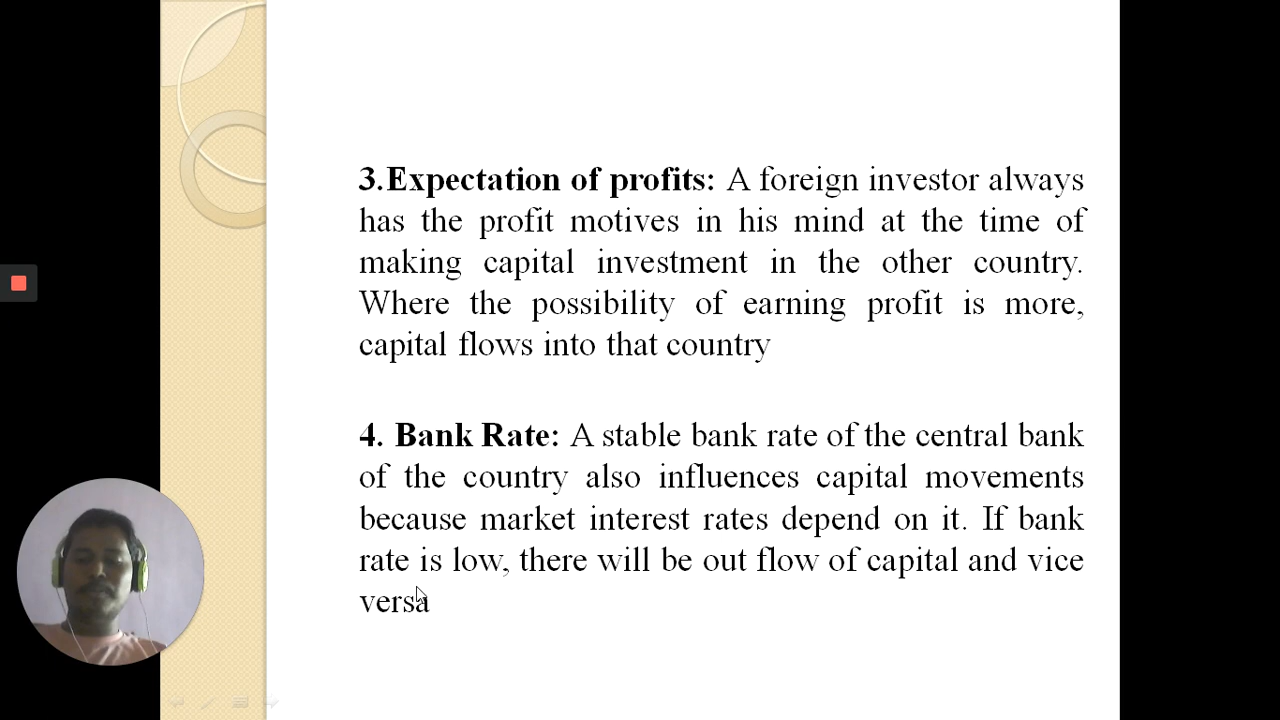 3.Expectation of profits: A foreign investor always
has the profit motives in his mind at the time of
making capital investment in the other country.
Where the possibility of earning profit is more,
capital flows into that country
4. Bank Rate: A stable bank rate of the central bank
of the country also influences capital movements
because market interest rates depend on it. If bank
rate is low, there will be out flow of capital and vice
versa